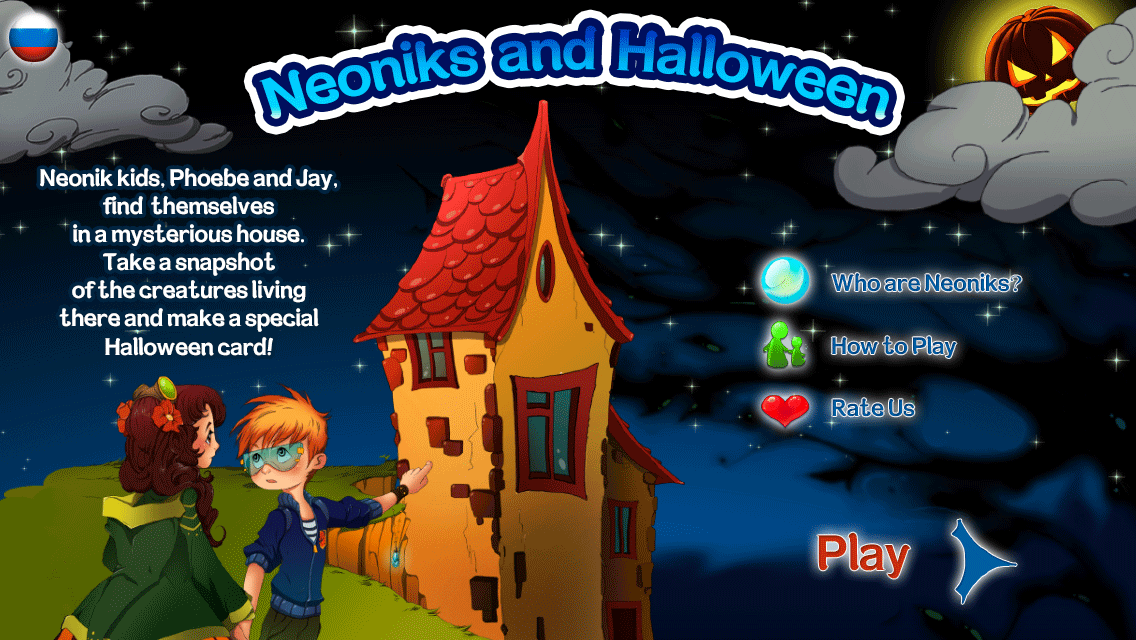 Neoniks and Halloween
Neonik kids, Phoebe and Jay,
find themselves
in a mysterious house.
Take a snapshot
of the creatures living
there and make a special
Halloween card!
Who are Neoniks?
How to Play
Rate Us
Play